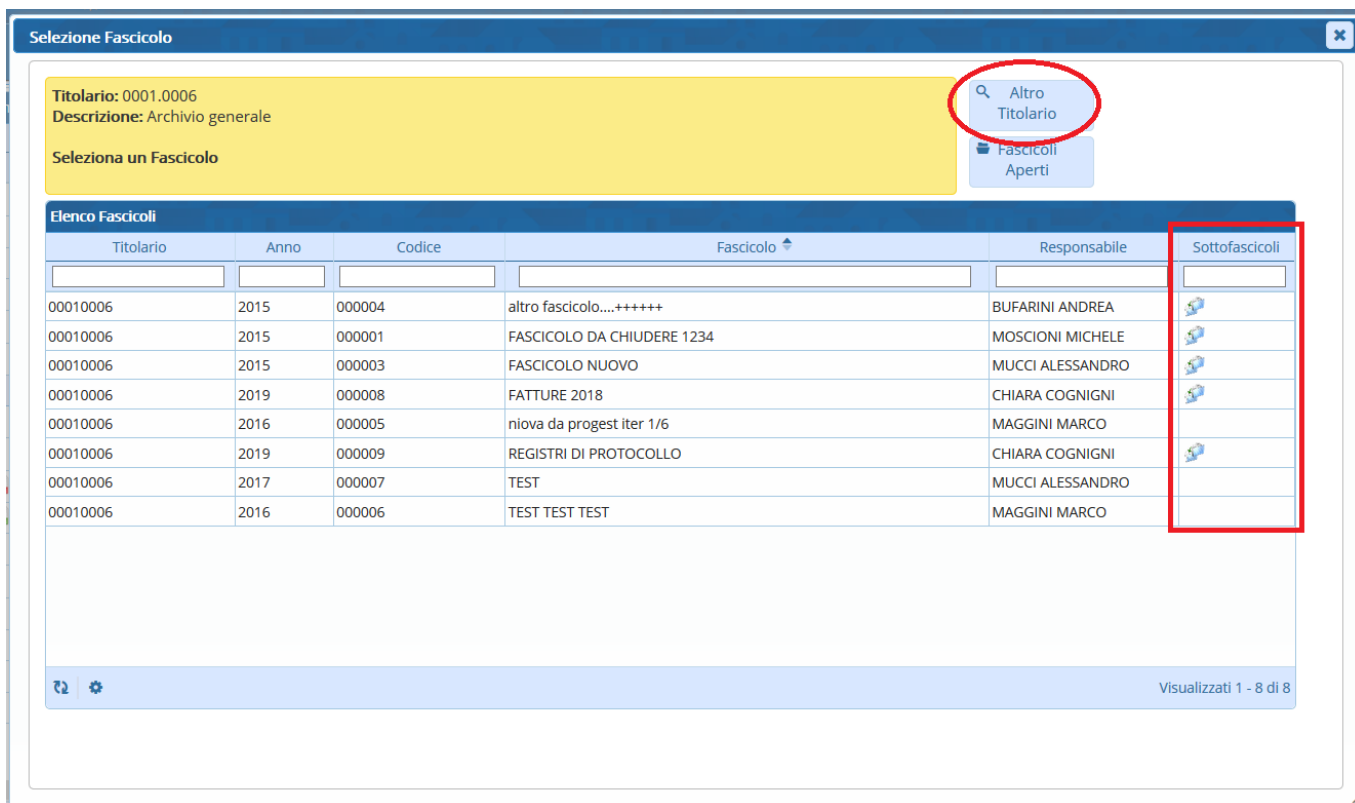 Selezione Fascicolo
Titolario: 0001.0006
Descrizione: Archivio generale
Seleziona un Fascicolo
Altro
Titolario
Fascicoli
Aperti
Elenco Fascicoli
Titolario Anno Codice Fascicolo Responsabile Sottofascicoli
00010006 2015 000004 altro fascicolo....++++++ BUFARINI ANDREA
00010006 2015 000001 FASCICOLO DA CHIUDERE 1234 MOSCIONI MICHELE
00010006 2015 000003 FASCICOLO NUOVO MUCCI ALESSANDRO
00010006 2019 000008 FATTURE 2018 CHIARA COGNIGNI
00010006 2016 000005 niova da progest iter 1/6 MAGGINI MARCO
00010006 2019 000009 REGISTRI DI PROTOCOLLO CHIARA COGNIGNI
00010006 2017 000007 TEST MUCCI ALESSANDRO
00010006 2016 000006 TEST TEST TEST MAGGINI MARCO
Visualizzati 1 - 8 di 8